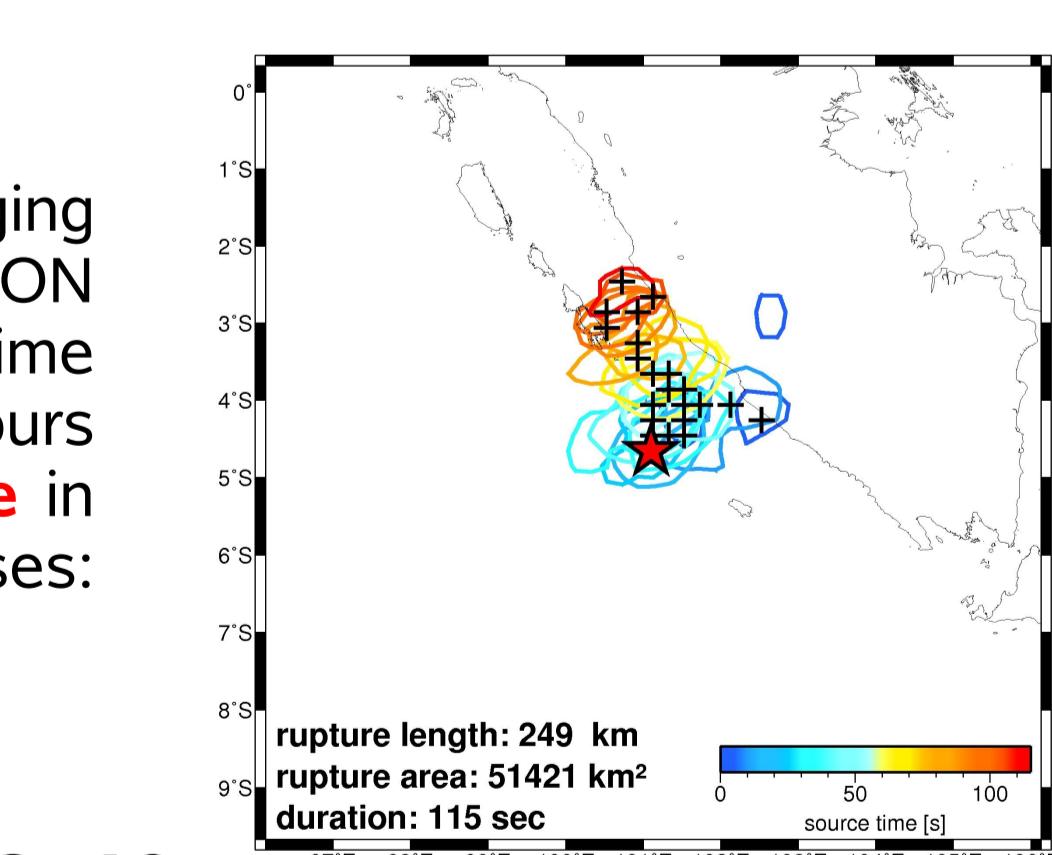 ging
ON
ime
ours
e in
ses:
0°
1°S
2°S
3°S
4°S
5°S
6°S
7°S
8°S
9°S
rupture length: 249 km
rupture area: 51421 km²
duration: 115 sec
0 50 100
source time [s]